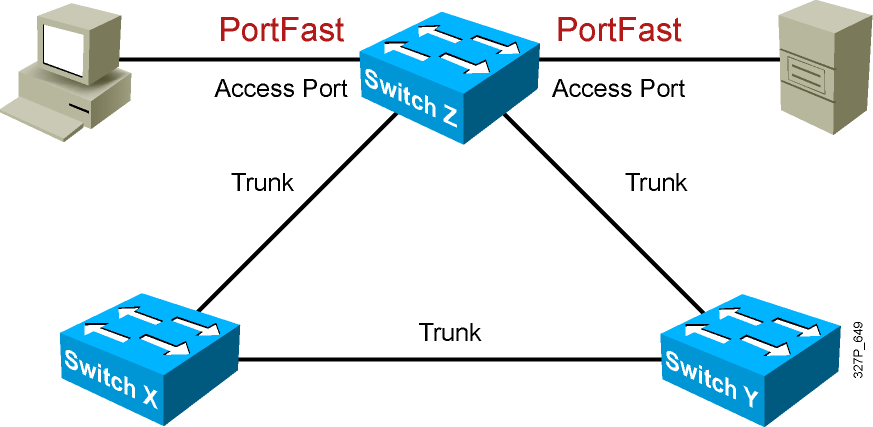 PortFast
PortFast
Access Port
Switch Z
Access Port
Trunk
Trunk
Trunk
Switch X
Switch Y
327P_649